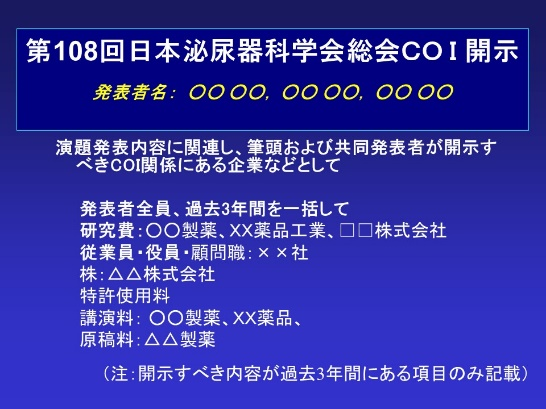 第108回日本泌尿器科学会総会ＣＯＩ開示
発表者名： 〇〇 〇〇， 〇〇 〇〇， 〇〇 〇〇
演題発表内容に関連し、筆頭および共同発表者が開示す
べきCOI関係にある企業などとして
発表者全員、過去3年間を一括して
研究費：〇〇製薬、XX薬品工業、□□株式会社
従業員・役員・顧問職：××社
株：△△株式会社
特許使用料
講演料： 〇〇製薬、XX薬品、
原稿料：△△製薬
（注：開示すべき内容が過去3年間にある項目のみ記載）